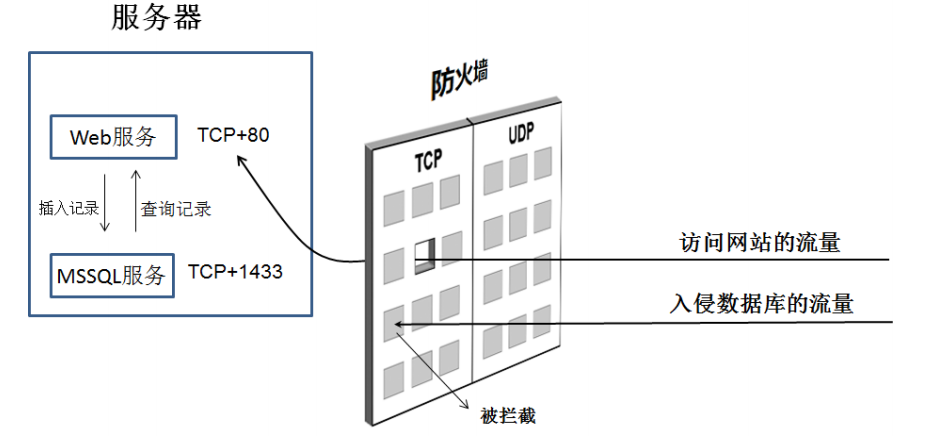 服务器
防火墙
Web服务
TCP+80
TCP
UDP
插入记录
查询记录
访问网站的流量
MSSQL服务
TCP+1433
入侵数据库的流量
被拦截